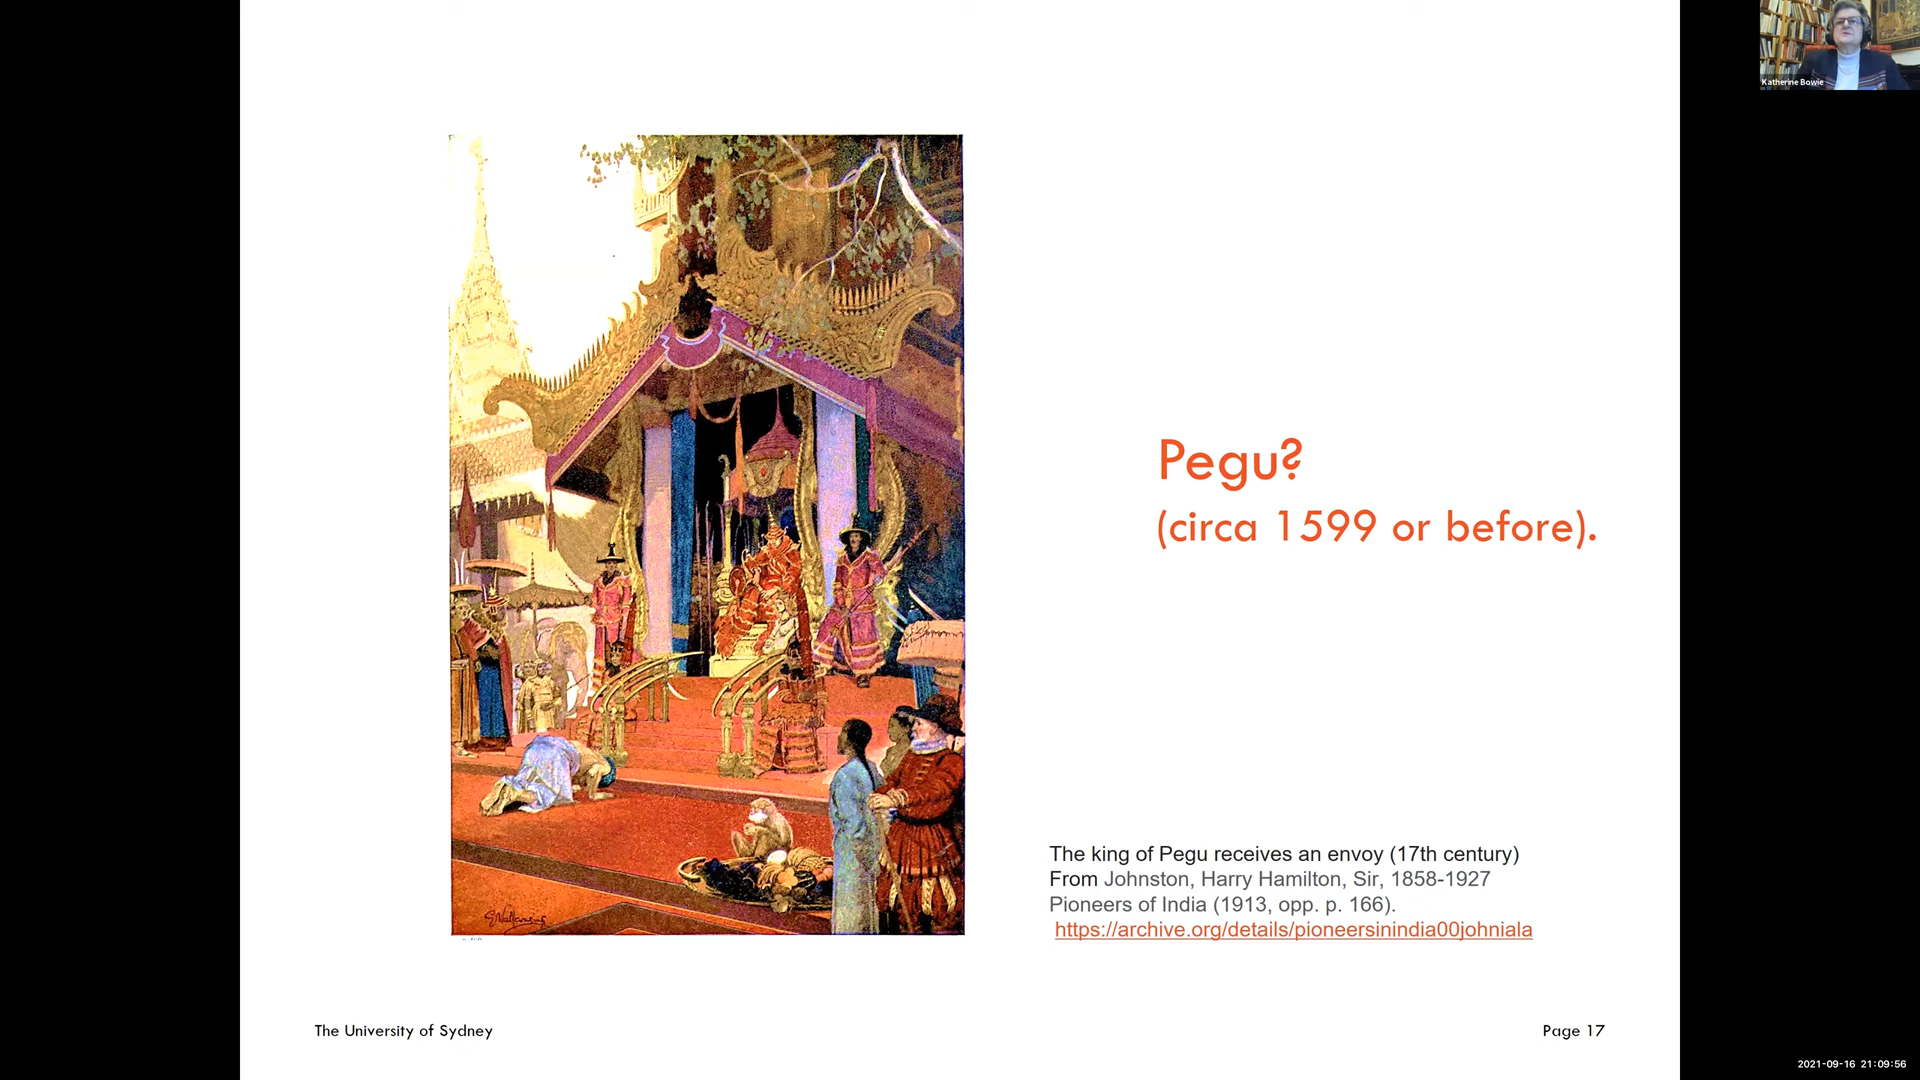 Katherine Bowie
Pegu?
(circa 1599 or before).
The king of Pegu receives an envoy (17th century)
From Johnston, Harry Hamilton, Sir, 1858-1927
Pioneers of India (1913, opp. p. 166).
https://archive.org/details/pioneersinindia00johniala
The University of Sydney
Page 17
2021-09-16 21:09:56